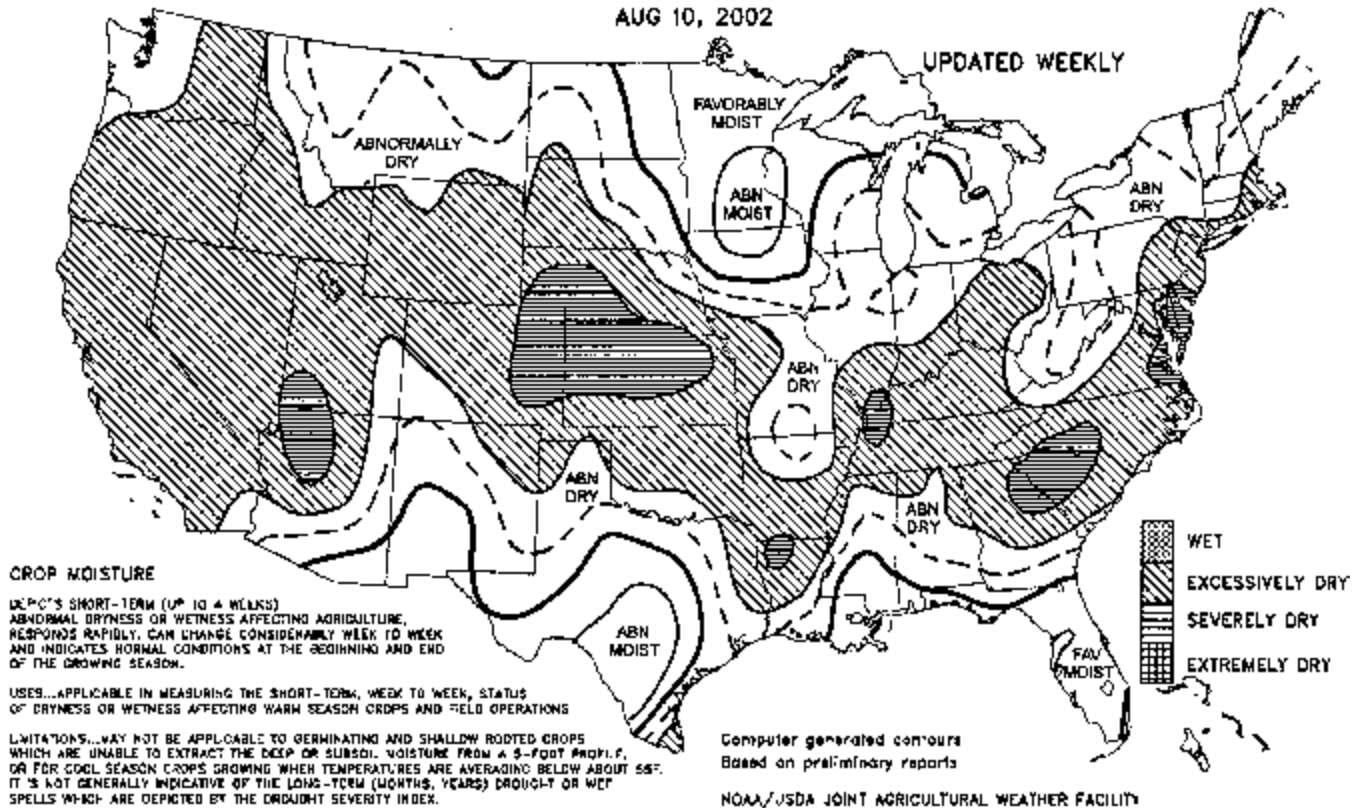 AUG 10, 2002
UPDATED WEEKLY
FAVORABLY
MOIST
ABNORMALLY
DRY
ABN
MOIST
ABN
DRY
ABN
DRY
ABN
DRY
ABN
DRY
ABN
MOIST
FAV
MOIST
WET
EXCESSIVELY DRY
SEVERELY DRY
EXTREMELY DRY
CROP MOISTURE
DEPICTS SHORT-TERM (UP TO 4 WEEKS)
ABNORMAL DRYNESS OR WETNESS AFFECTING AGRICULTURE,
RESPONDS RAPIDLY, CAN CHANGE CONSIDERABLY WEEK TO WEEK
AND INDICATES NORMAL CONDITIONS AT THE BEGINNING AND END
OF THE GROWING SEASON.
USES...APPLICABLE IN MEASURING THE SHORT-TERM, WEEK TO WEEK, STATUS
OF DRYNESS OR WETNESS AFFECTING WARM SEASON CROPS AND FIELD OPERATIONS
LIMITATIONS...MAY NOT BE APPLICABLE TO GERMINATING AND SHALLOW ROOTED CROPS
WHICH ARE UNABLE TO EXTRACT THE DEEP OR SUBSOIL MOISTURE FROM A 5-FOOT PROFILE,
OR FOR COOL SEASON CROPS GROWING WHEN TEMPERATURES ARE AVERAGING BELOW ABOUT 55F.
IT IS NOT GENERALLY INDICATIVE OF THE LONG-TERM (MONTHS, YEARS) DROUGHT OR WET
SPELLS WHICH ARE DEPICTED BY THE DROUGHT SEVERITY INDEX.
Computer generated contours
Based on preliminary reports
NOAA/USDA JOINT AGRICULTURAL WEATHER FACILITY